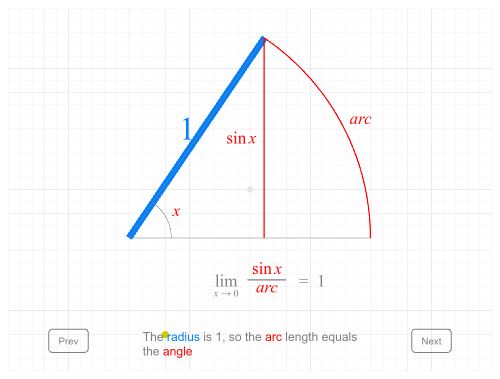 1
sin x
arc
x
lim x → 0 sin x / arc = 1
Prev
The radius is 1, so the arc length equals
the angle
Next